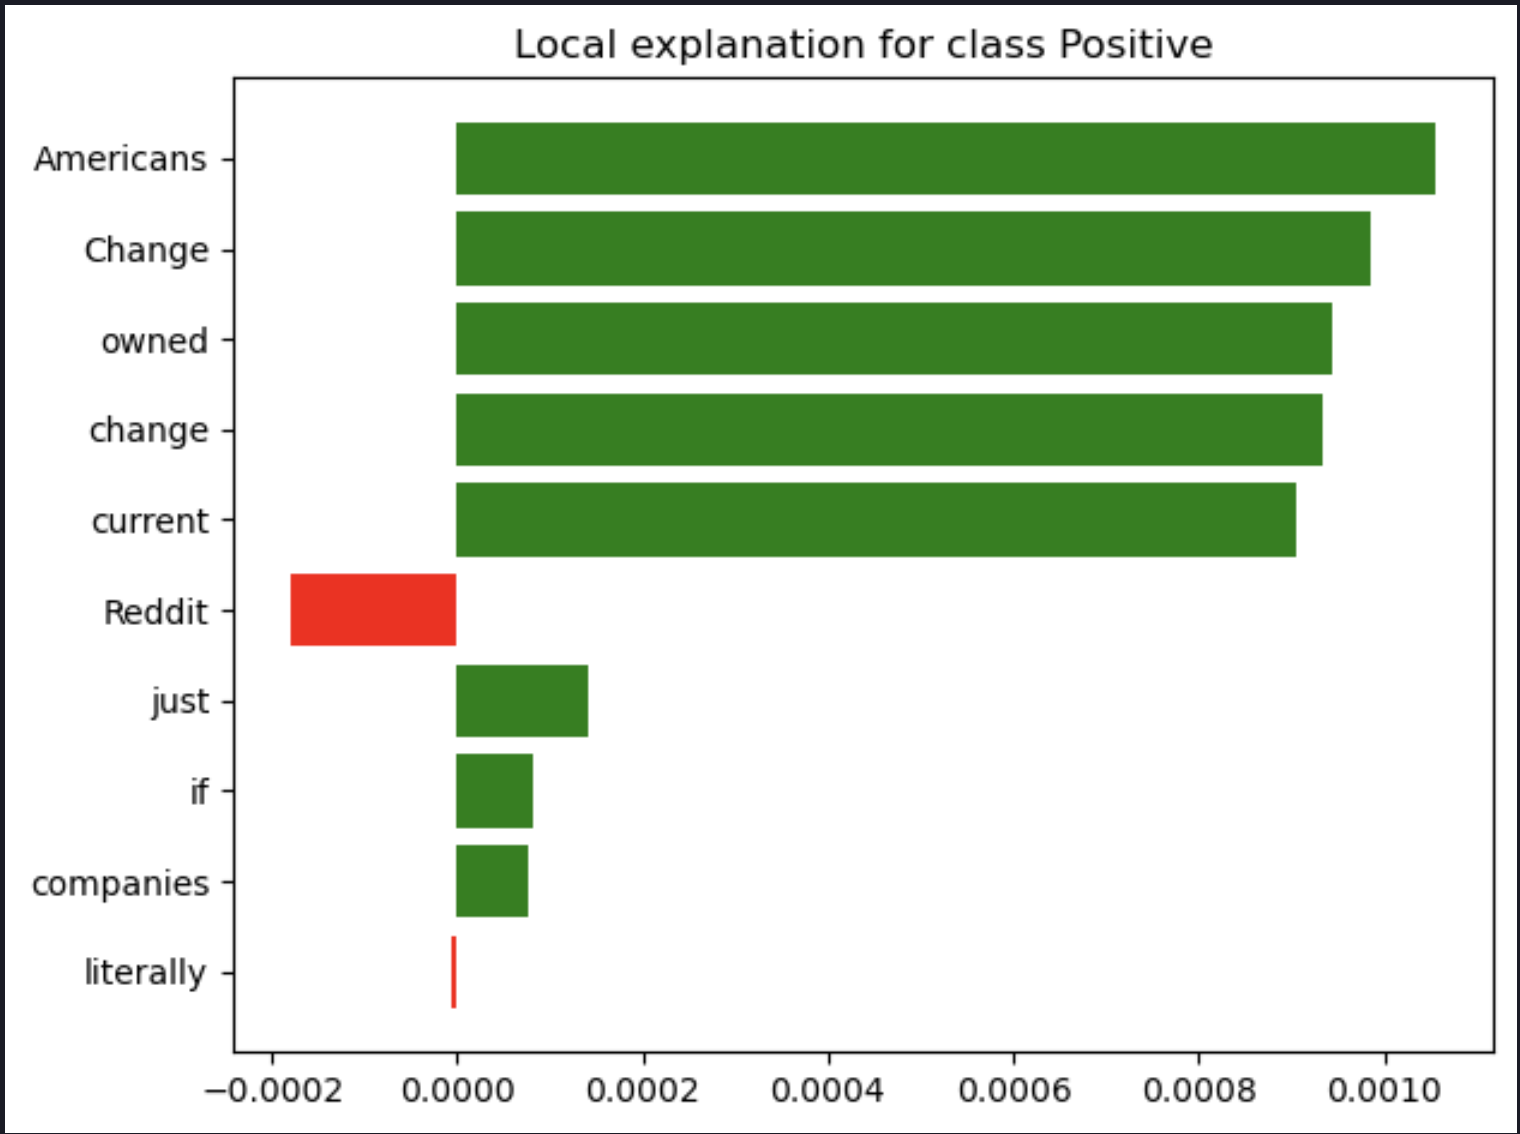 Local explanation for class Positive
Americans
Change
owned
change
current
Reddit
just
if
companies
literally
−0.0002 0.0000 0.0002 0.0004 0.0006 0.0008 0.0010